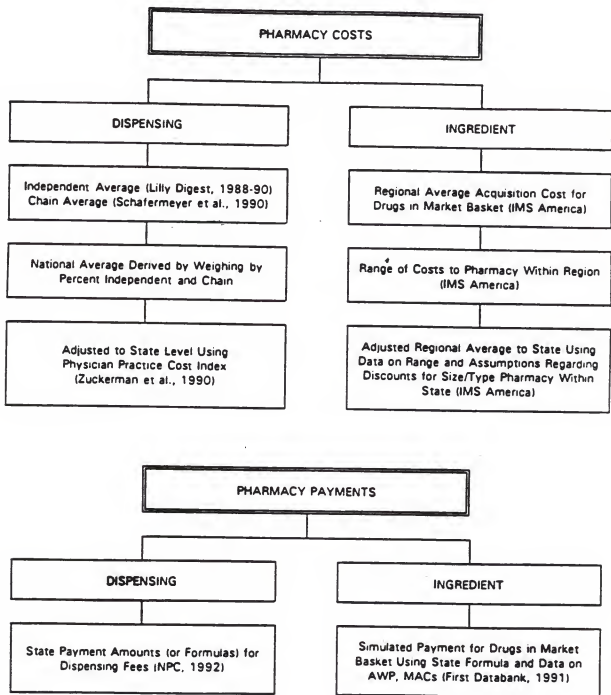 PHARMACY COSTS
DISPENSING
Independent Average (Lilly Digest, 1988-90)
Chain Average (Schafermeyer et al., 1990)
National Average Derived by Weighing by
Percent Independent and Chain
Adjusted to State Level Using
Physician Practice Cost Index
(Zuckerman et al., 1990)
INGREDIENT
Regional Average Acquisition Cost for
Drugs in Market Basket (IMS America)
Range of Costs to Pharmacy Within Region
(IMS America)
Adjusted Regional Average to State Using
Data on Range and Assumptions Regarding
Discounts for Size/Type Pharmacy Within
State (IMS America)
PHARMACY PAYMENTS
DISPENSING
State Payment Amounts (or Formulas) for
Dispensing Fees (NPC, 1992)
INGREDIENT
Simulated Payment for Drugs in Market
Basket Using State Formula and Data on
AWP, MACs (First Databank, 1991)